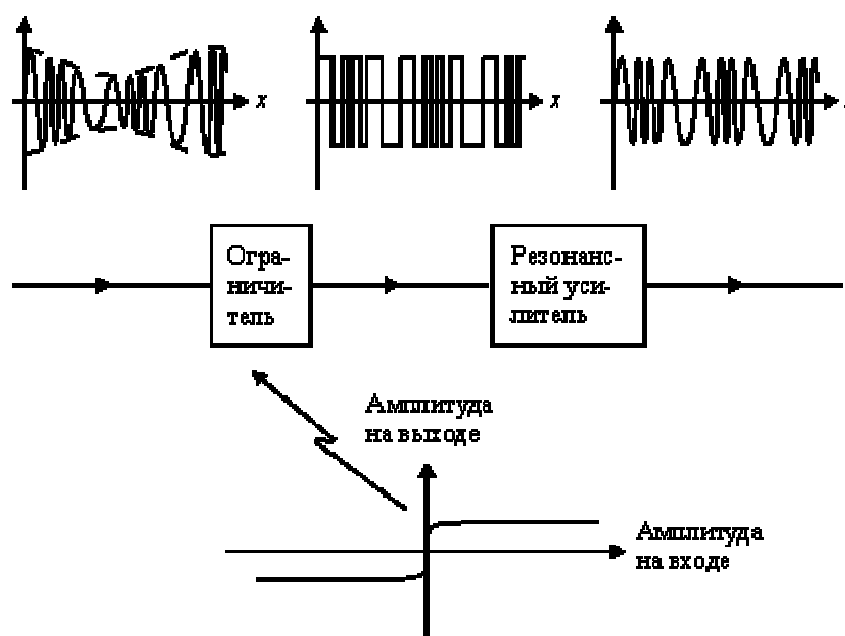 x
x
Огра-
ничи-
тель
Резонанс-
ный уси-
литель
Амплитуда
на выходе
Амплитуда
на входе